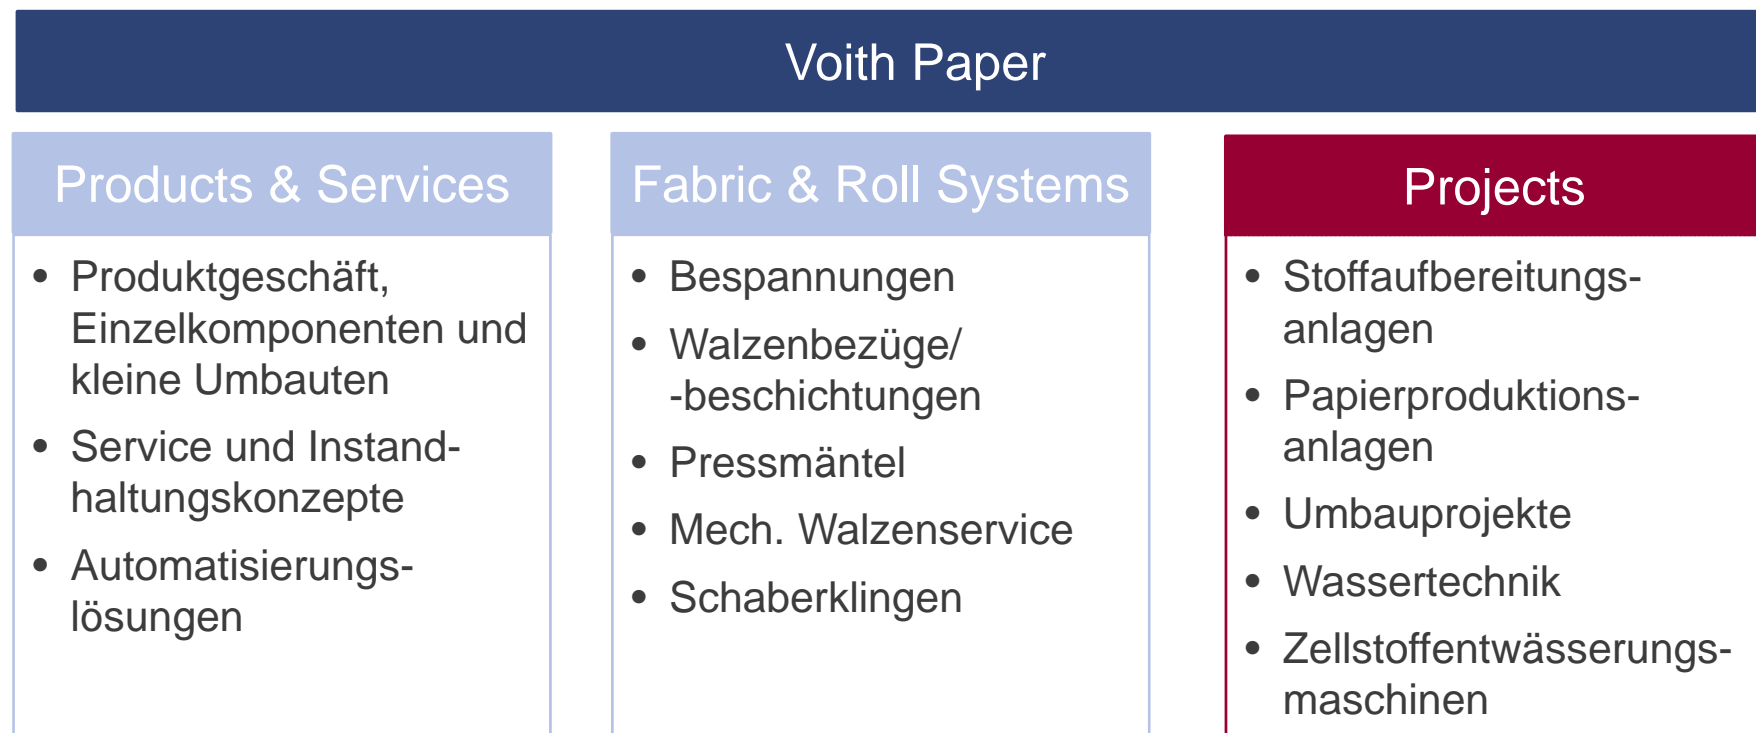 Voith Paper
Products & Services
• Produktgeschäft,
Einzelkomponenten und
kleine Umbauten
• Service und Instand-
haltungskonzepte
• Automatisierungs-
lösungen
Fabric & Roll Systems
• Bespannungen
• Walzenbezüge/
-beschichtungen
• Pressmäntel
• Mech. Walzenservice
• Schaberklingen
Projects
• Stoffaufbereitungs-
anlagen
• Papierproduktions-
anlagen
• Umbauprojekte
• Wassertechnik
• Zellstoffentwässerungs-
maschinen